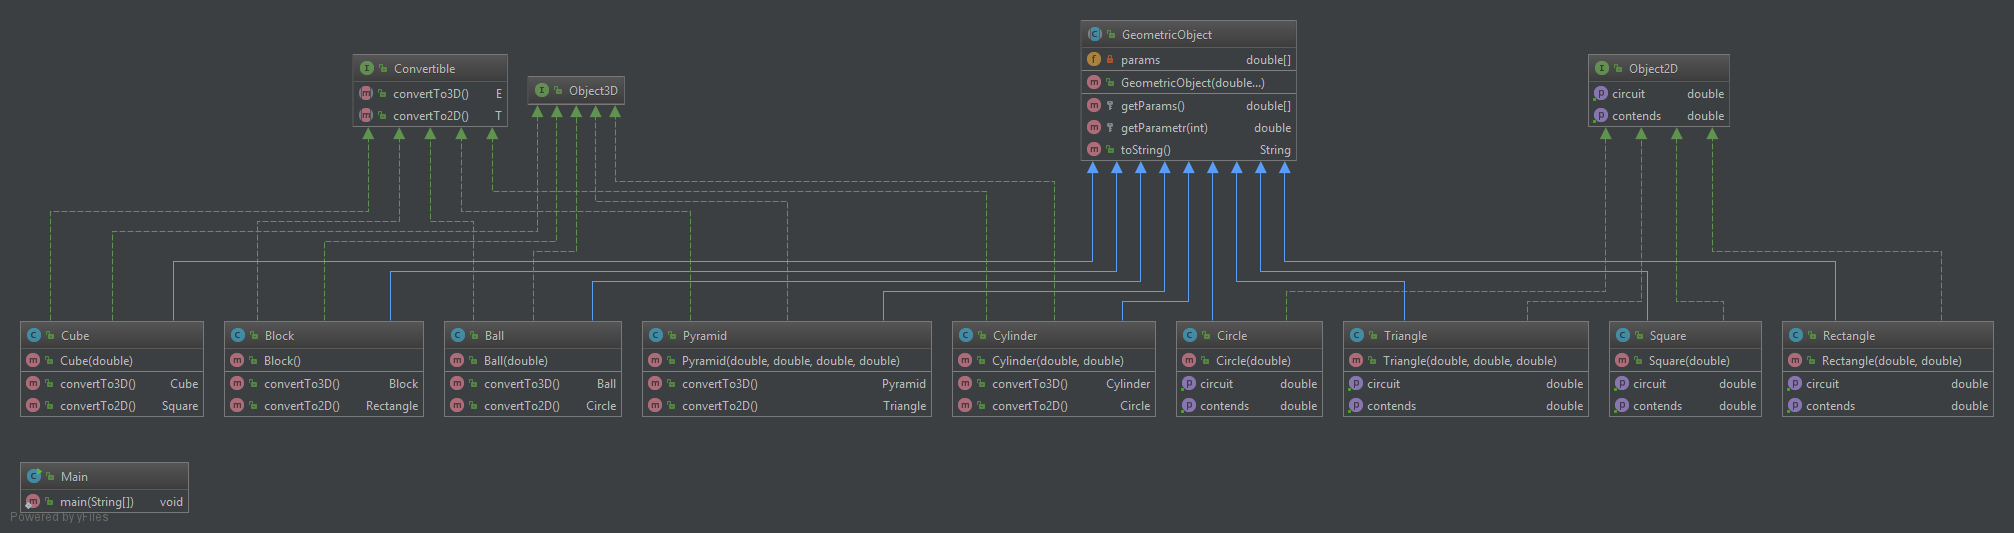 Convertible
convertTo3D() E
convertTo2D() T
Object3D
GeometricObject
params double[]
GeometricObject(double...)
getParams() double[]
getParametr(int) double
toString() String
Object2D
circuit double
contends double
Cube
Cube(double)
convertTo3D() Cube
convertTo2D() Square
Block
Block()
convertTo3D() Block
convertTo2D() Rectangle
Ball
Ball(double)
convertTo3D() Ball
convertTo2D() Circle
Pyramid
Pyramid(double, double, double, double)
convertTo3D() Pyramid
convertTo2D() Triangle
Cylinder
Cylinder(double, double)
convertTo3D() Cylinder
convertTo2D() Circle
Circle
Circle(double)
circuit double
contends double
Triangle
Triangle(double, double, double)
circuit double
contends double
Square
Square(double)
circuit double
contends double
Rectangle
Rectangle(double, double)
circuit double
contends double
Main
main(String[]) void
Powered by yFiles